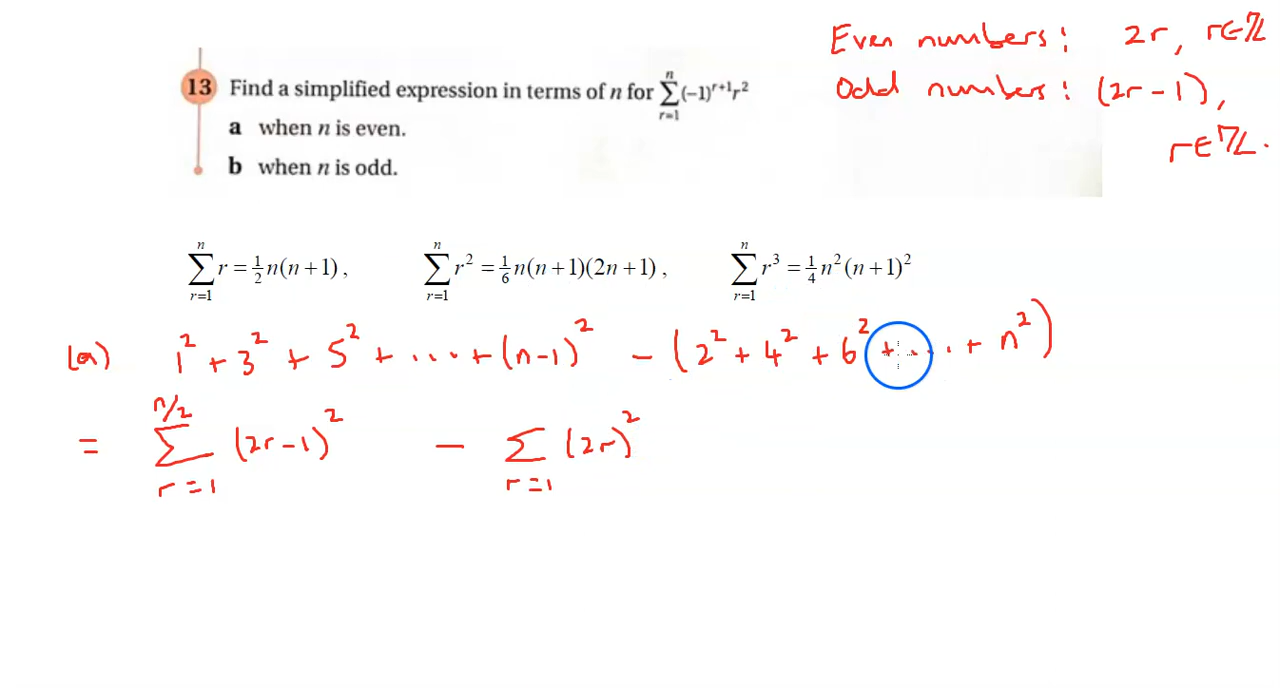 Even numbers: 2r, r∈ℤ
13 Find a simplified expression in terms of n for ∑_{r=1}^{n} (−1)^{r+1} r²
Odd numbers: (2r − 1),
a when n is even.
r∈ℤ.
b when n is odd.
∑_{r=1}^{n} r = ½n(n + 1), ∑_{r=1}^{n} r² = ⅙n(n + 1)(2n + 1), ∑_{r=1}^{n} r³ = ¼n²(n + 1)²
(a) 1² + 3² + 5² + .... + (n−1)² − (2² + 4² + 6² + .... + n²)
= ∑_{r=1}^{n/2} (2r−1)² − ∑_{r=1} (2r)²